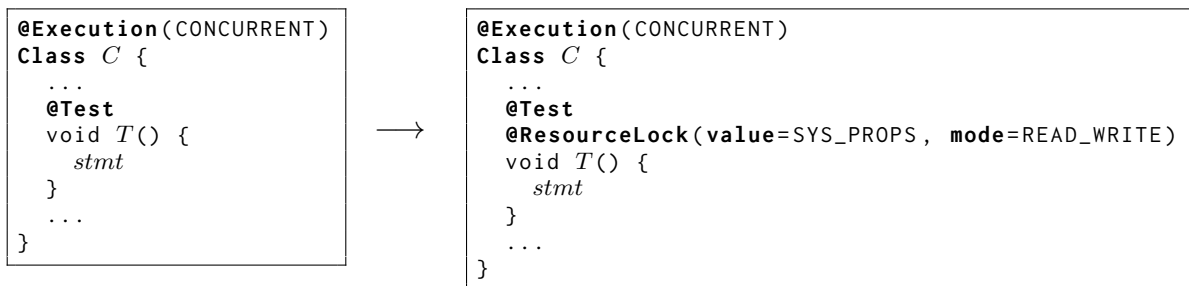 @Execution(CONCURRENT)
Class C {
...
@Test
void T() {
stmt
}
...
}
⟶
@Execution(CONCURRENT)
Class C {
...
@Test
@ResourceLock(value=SYS_PROPS, mode=READ_WRITE)
void T() {
stmt
}
...
}